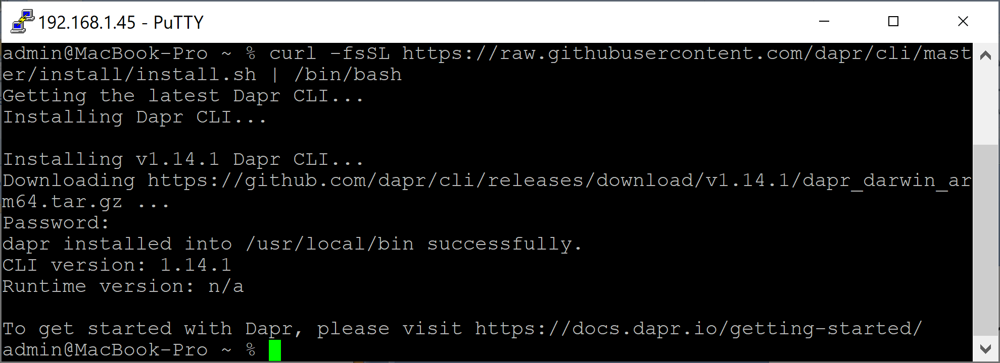 192.168.1.45 - PuTTY
admin@MacBook-Pro ~ % curl -fsSL https://raw.githubusercontent.com/dapr/cli/mast
er/install/install.sh | /bin/bash
Getting the latest Dapr CLI...
Installing Dapr CLI...
Installing v1.14.1 Dapr CLI...
Downloading https://github.com/dapr/cli/releases/download/v1.14.1/dapr_darwin_ar
m64.tar.gz ...
Password:
dapr installed into /usr/local/bin successfully.
CLI version: 1.14.1
Runtime version: n/a
To get started with Dapr, please visit https://docs.dapr.io/getting-started/
admin@MacBook-Pro ~ %